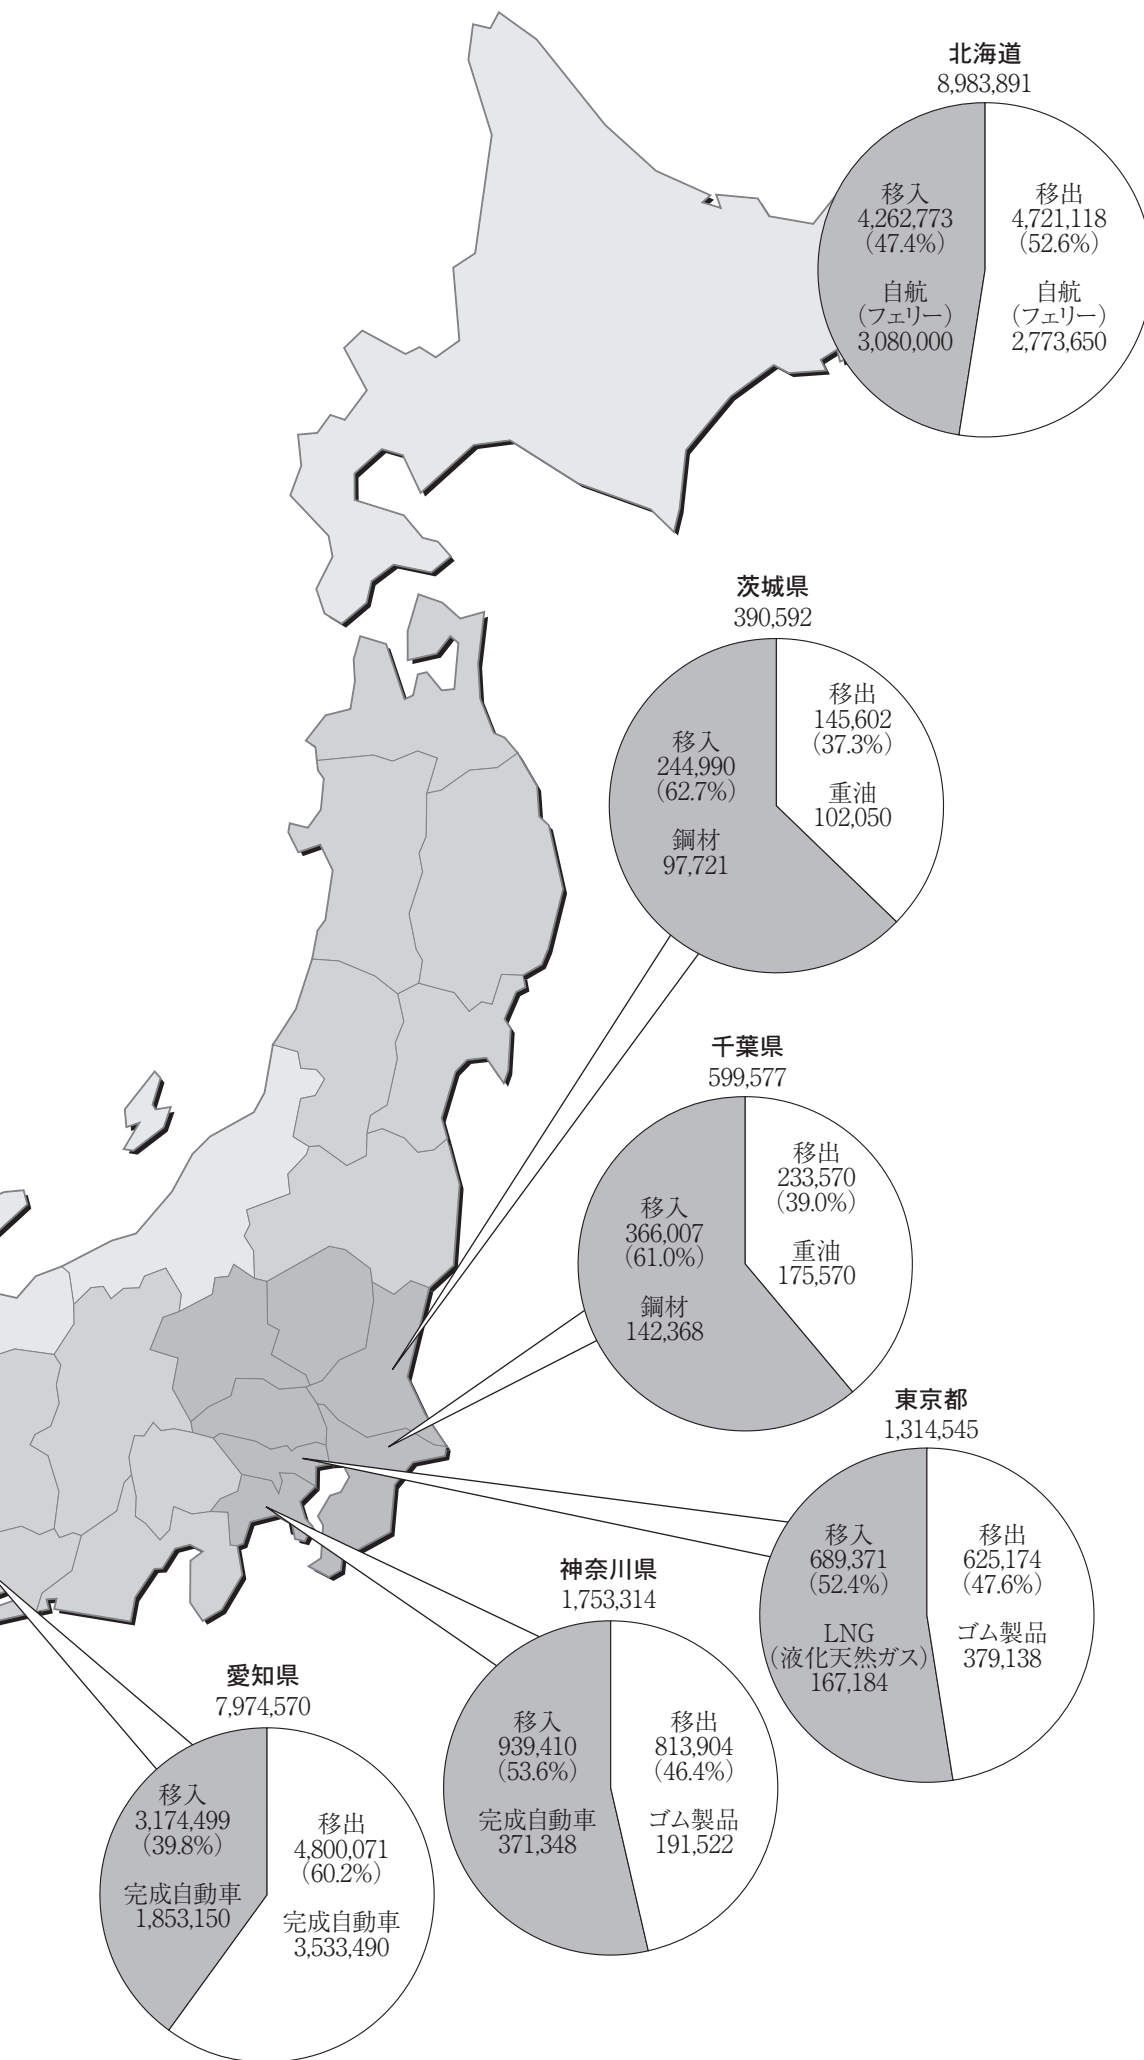 北海道
8,983,891
移入
4,262,773
（47.4%）
自航
（フェリー）
3,080,000
移出
4,721,118
（52.6%）
自航
（フェリー）
2,773,650
茨城県
390,592
移出
145,602
（37.3%）
重油
102,050
移入
244,990
（62.7%）
鋼材
97,721
千葉県
599,577
移出
233,570
（39.0%）
重油
175,570
移入
366,007
（61.0%）
鋼材
142,368
東京都
1,314,545
移入
689,371
（52.4%）
LNG
（液化天然ガス）
167,184
移出
625,174
（47.6%）
ゴム製品
379,138
神奈川県
1,753,314
移入
939,410
（53.6%）
完成自動車
371,348
移出
813,904
（46.4%）
ゴム製品
191,522
愛知県
7,974,570
移入
3,174,499
（39.8%）
完成自動車
1,853,150
移出
4,800,071
（60.2%）
完成自動車
3,533,490